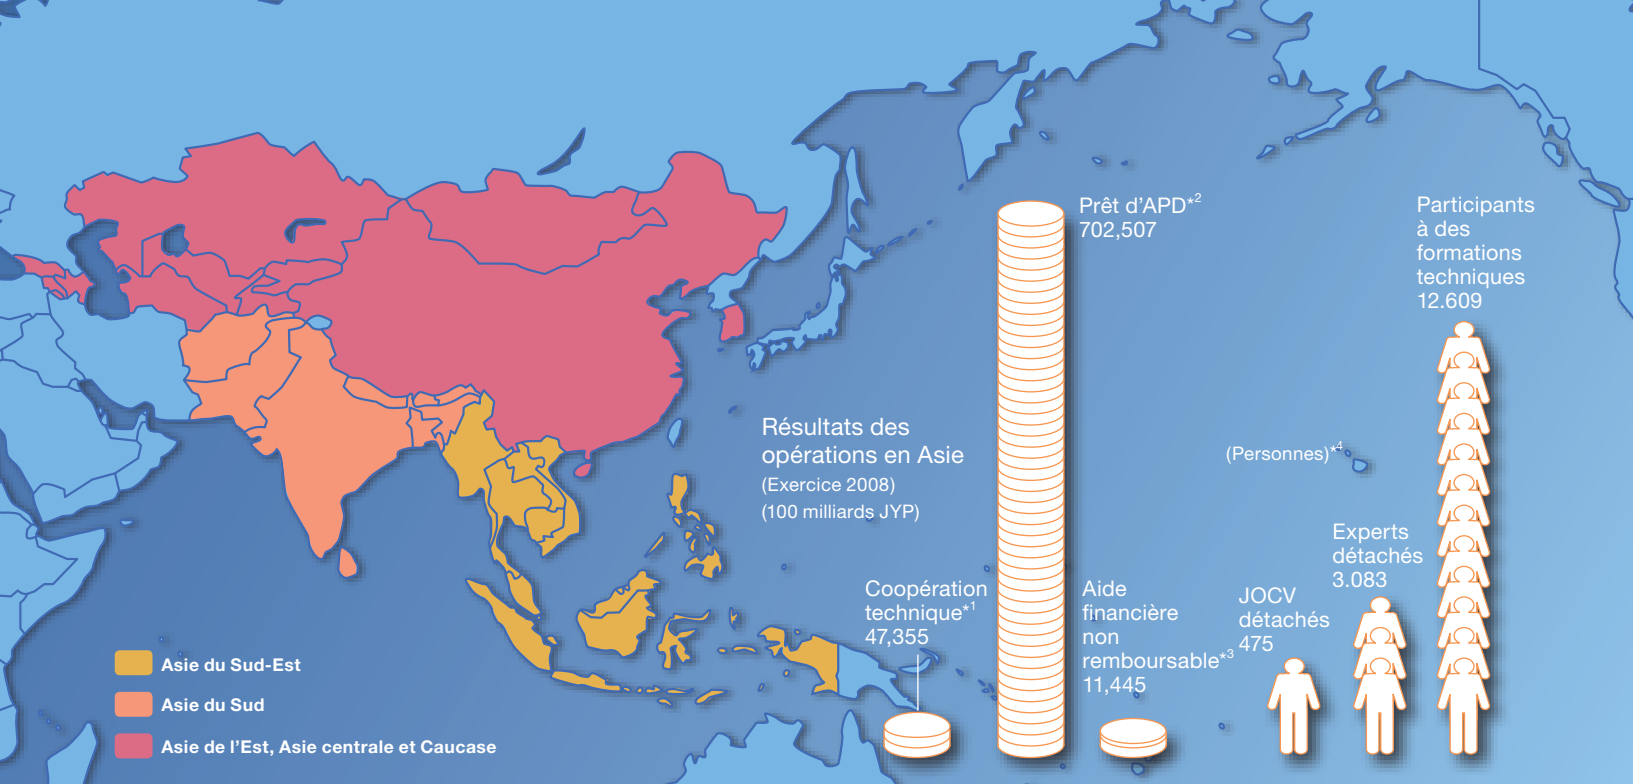 Prêt d'APD*2
702,507
Participants
à des
formations
techniques
12.609
Résultats des
opérations en Asie
(Exercice 2008)
(100 milliards JYP)
(Personnes)*4
Experts
détachés
3.083
Coopération
technique*1
47,355
Aide
financière
non
remboursable*3
11,445
JOCV
détachés
475
Asie du Sud-Est
Asie du Sud
Asie de l'Est, Asie centrale et Caucase